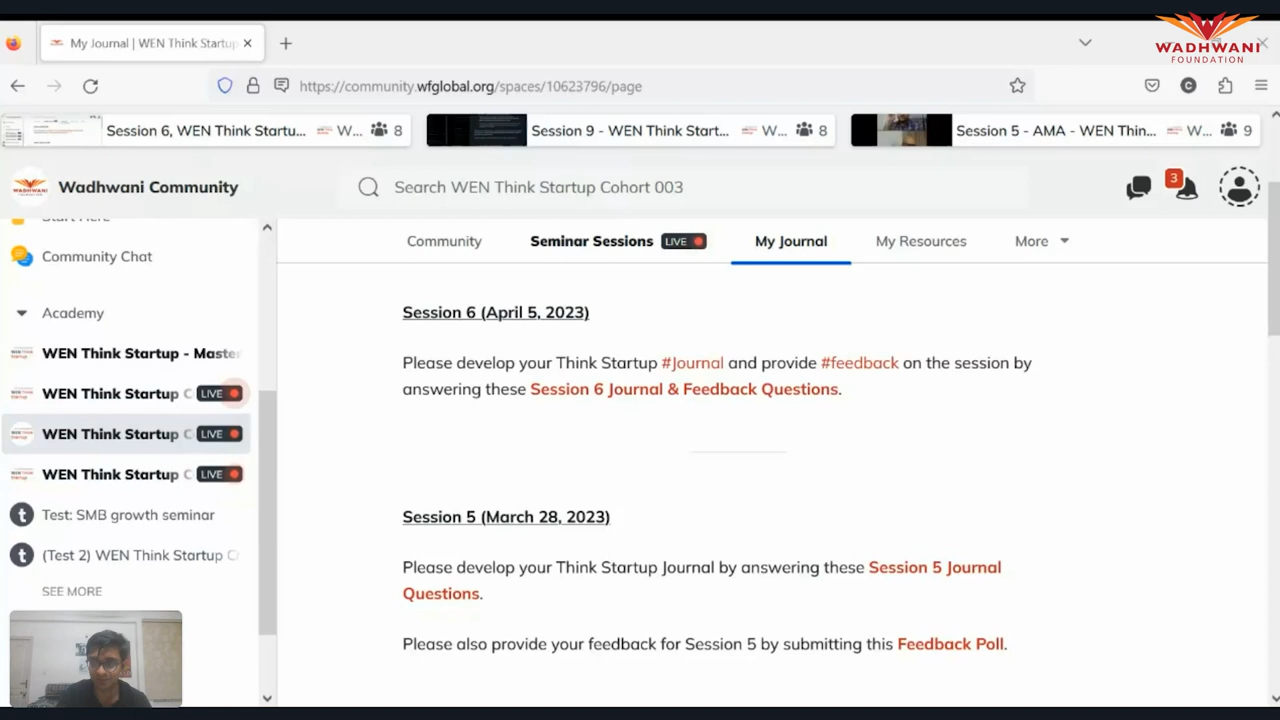 WADHWANI
FOUNDATION
My Journal | WEN Think Startup
https://community.wfglobal.org/spaces/10623796/page
Session 6, WEN Think Startu... W... 8
Session 9 - WEN Think Start... W... 8
Session 5 - AMA - WEN Thin... W... 9
Wadhwani Community
Search WEN Think Startup Cohort 003
3
Start Here
Community Chat
Academy
WEN Think Startup - Master
WEN Think Startup C LIVE
WEN Think Startup C LIVE
WEN Think Startup C LIVE
t Test: SMB growth seminar
t (Test 2) WEN Think Startup C
SEE MORE
Community
Seminar Sessions LIVE
My Journal
My Resources
More
Session 6 (April 5, 2023)
Please develop your Think Startup #Journal and provide #feedback on the session by
answering these Session 6 Journal & Feedback Questions.
Session 5 (March 28, 2023)
Please develop your Think Startup Journal by answering these Session 5 Journal
Questions.
Please also provide your feedback for Session 5 by submitting this Feedback Poll.